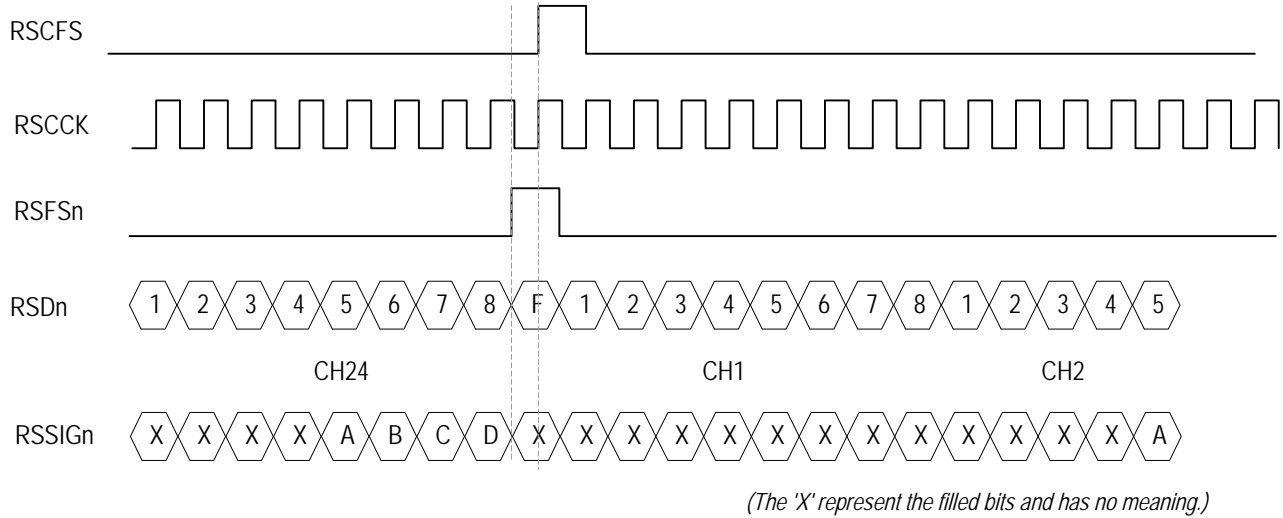 RSCFS
RSCCK
RSFSn
RSDn 1 2 3 4 5 6 7 8 F 1 2 3 4 5 6 7 8 1 2 3 4 5
CH24 CH1 CH2
RSSIGn X X X X A B C D X X X X X X X X X X X X X A
(The 'X' represent the filled bits and has no meaning.)